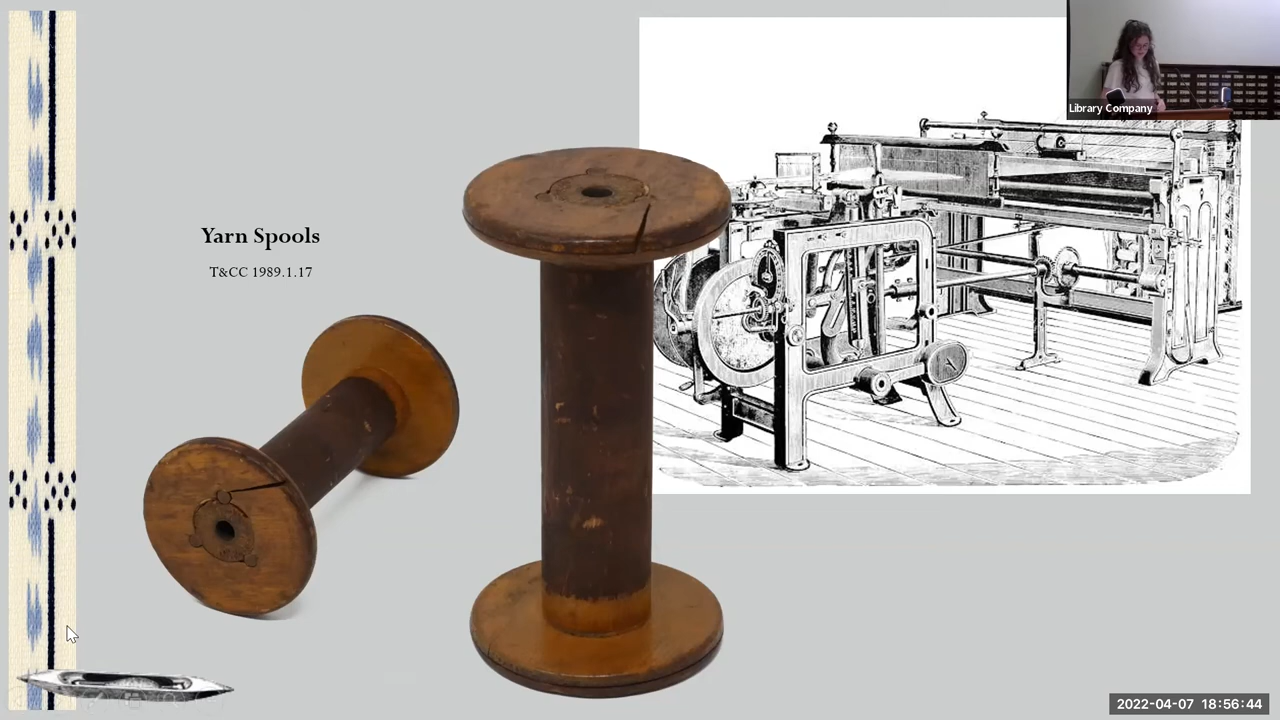 Library Company
Yarn Spools
T&CC 1989.1.17
2022-04-07 18:56:44